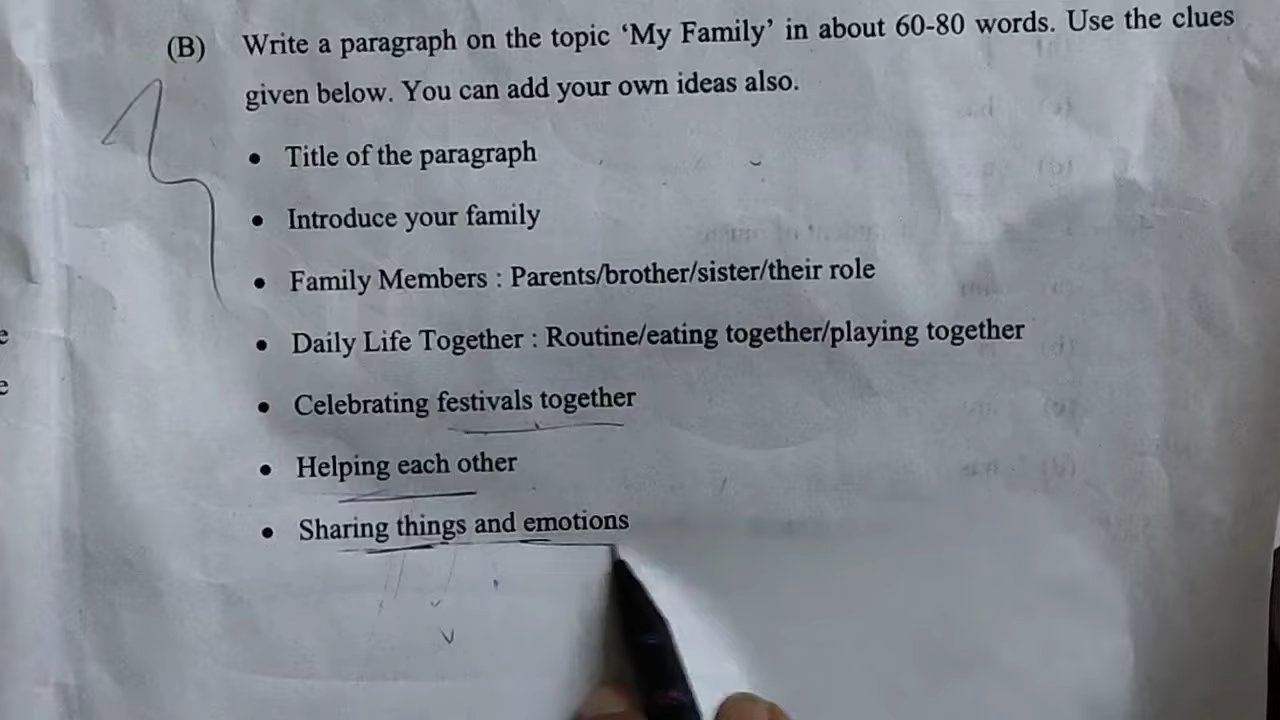 (B) Write a paragraph on the topic ‘My Family’ in about 60-80 words. Use the clues
given below. You can add your own ideas also.
• Title of the paragraph
• Introduce your family
• Family Members : Parents/brother/sister/their role
• Daily Life Together : Routine/eating together/playing together
• Celebrating festivals together
• Helping each other
• Sharing things and emotions